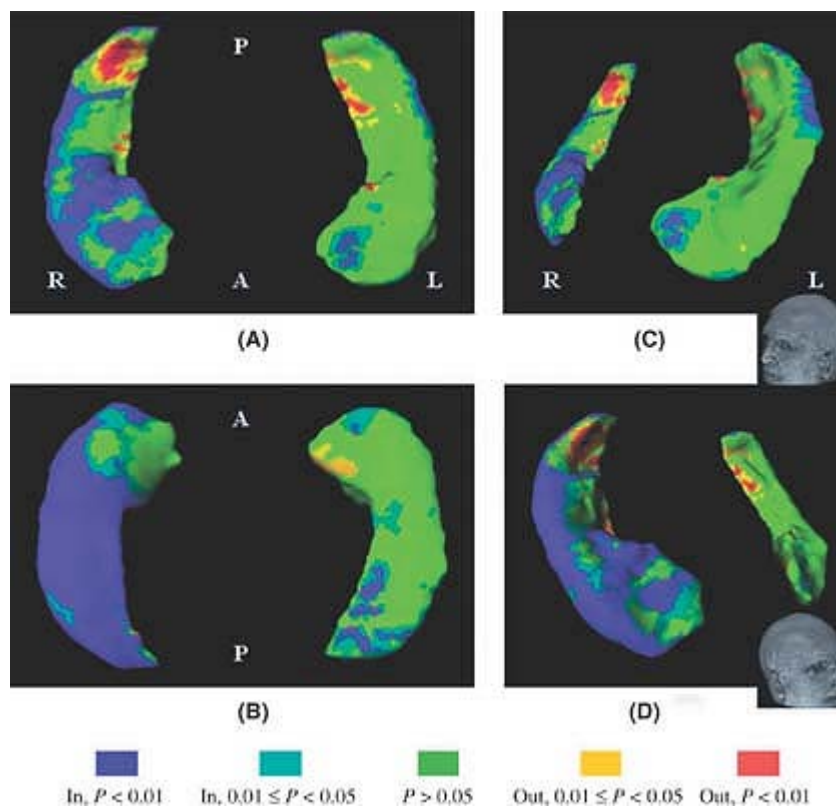 P
R A L
R L
(A) (C)
A
P
(B) (D)
In, P < 0.01 In, 0.01 ≤ P < 0.05 P > 0.05 Out, 0.01 ≤ P < 0.05 Out, P < 0.01